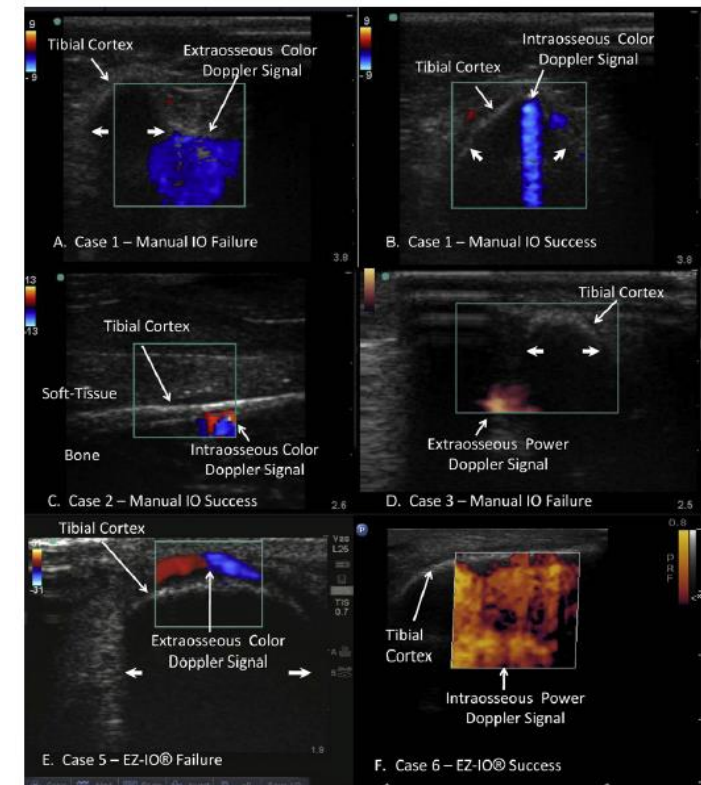 9
-9
Tibial Cortex
Extraosseous Color
Doppler Signal
A. Case 1 – Manual IO Failure
3.8
9
-9
Intraosseous Color
Doppler Signal
Tibial Cortex
B. Case 1 – Manual IO Success
3.8
13
-13
Tibial Cortex
Soft-Tissue
Bone
Intraosseous Color
Doppler Signal
C. Case 2 – Manual IO Success
2.6
Tibial Cortex
Extraosseous Power
Doppler Signal
D. Case 3 – Manual IO Failure
2.5
Tibial Cortex
-31
Vas
L25
TIS
0.7
Extraosseous Color
Doppler Signal
1.9
E. Case 5 – EZ-IO® Failure
P
0.8
P
R
F
Tibial
Cortex
Intraosseous Power
Doppler Signal
F. Case 6 – EZ-IO® Success